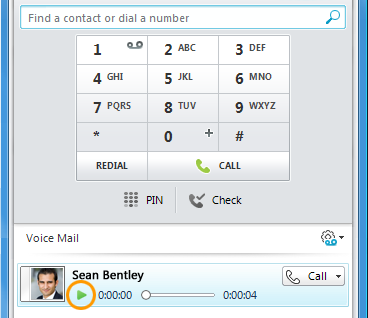 Find a contact or dial a number
1 2 ABC 3 DEF
4 GHI 5 JKL 6 MNO
7 PQRS 8 TUV 9 WXYZ
* 0 + #
REDIAL CALL
PIN Check
Voice Mail
Sean Bentley
Call
0:00:00 0:00:04